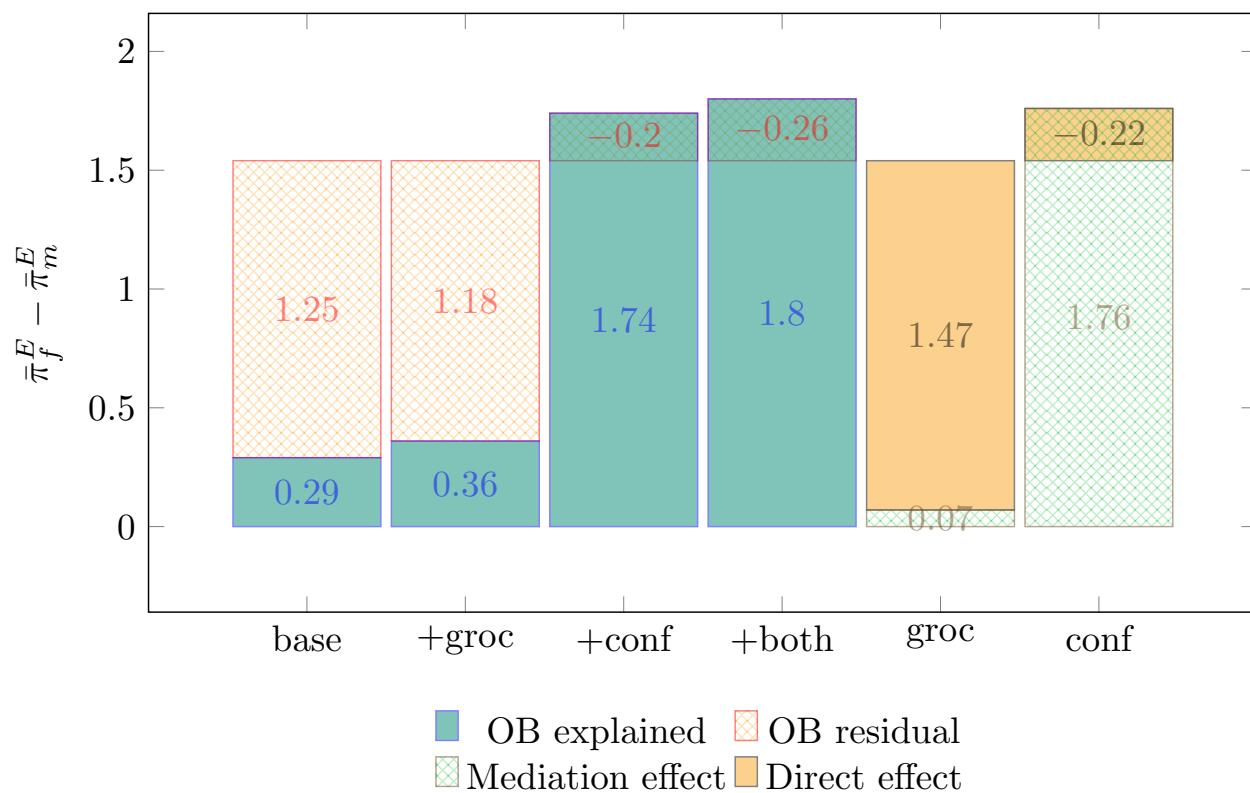 2
1.5
1
0.5
0
π̄_f^E − π̄_m^E
−0.2
−0.26
−0.22
1.25
1.18
1.74
1.8
1.47
1.76
0.29
0.36
0.07
base
+groc
+conf
+both
groc
conf
OB explained
OB residual
Mediation effect
Direct effect